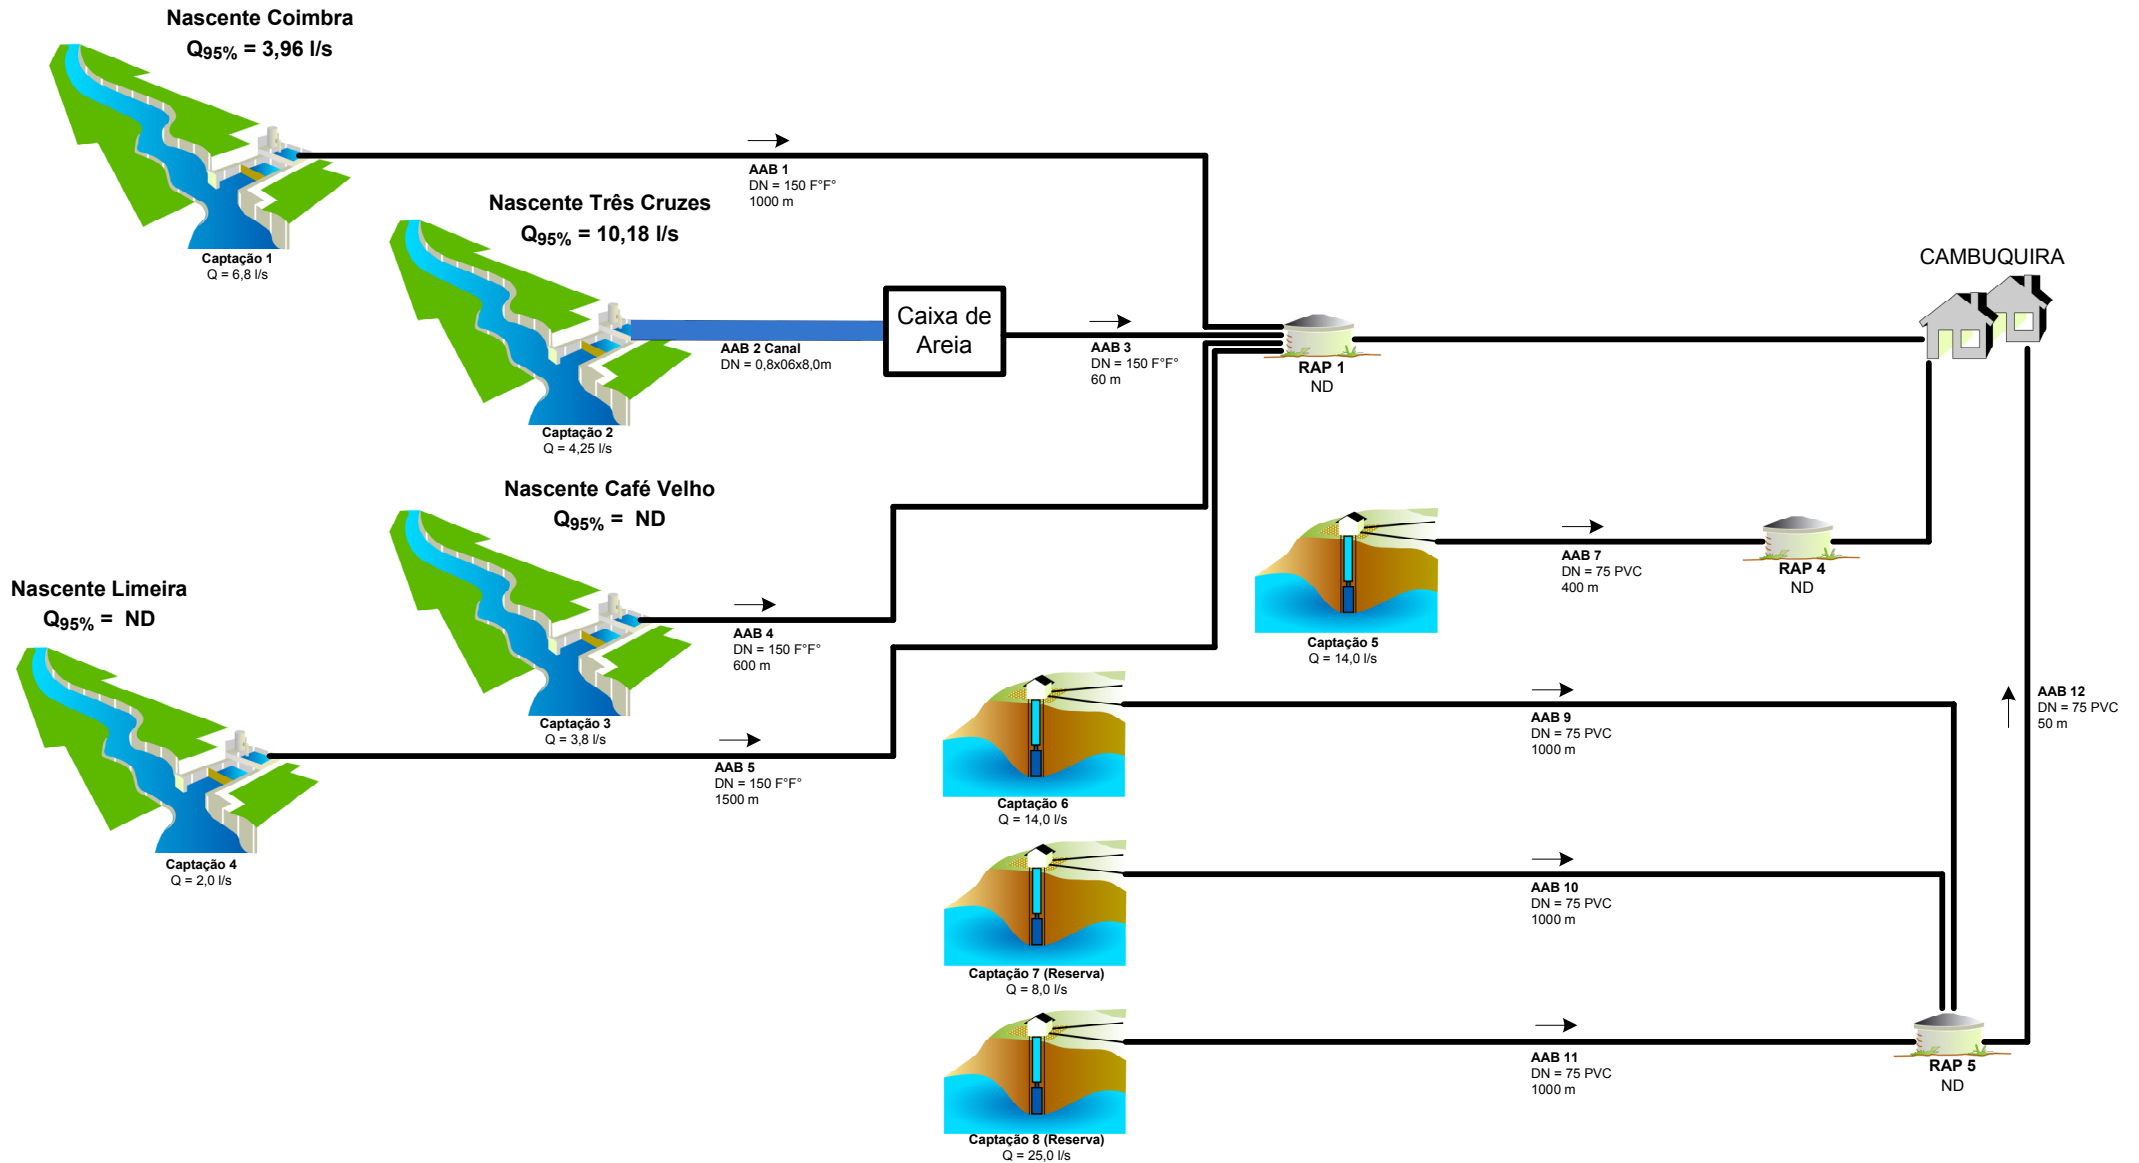 Nascente Coimbra
Q95% = 3,96 l/s
Captação 1
Q = 6,8 l/s
AAB 1
DN = 150 F°F°
1000 m
Nascente Três Cruzes
Q95% = 10,18 l/s
Captação 2
Q = 4,25 l/s
AAB 2 Canal
DN = 0,8x06x8,0m
Caixa de
Areia
AAB 3
DN = 150 F°F°
60 m
RAP 1
ND
CAMBUQUIRA
Nascente Café Velho
Q95% = ND
Captação 3
Q = 3,8 l/s
AAB 4
DN = 150 F°F°
600 m
Nascente Limeira
Q95% = ND
Captação 4
Q = 2,0 l/s
AAB 5
DN = 150 F°F°
1500 m
Captação 5
Q = 14,0 l/s
AAB 7
DN = 75 PVC
400 m
RAP 4
ND
Captação 6
Q = 14,0 l/s
AAB 9
DN = 75 PVC
1000 m
AAB 12
DN = 75 PVC
50 m
Captação 7 (Reserva)
Q = 8,0 l/s
AAB 10
DN = 75 PVC
1000 m
Captação 8 (Reserva)
Q = 25,0 l/s
AAB 11
DN = 75 PVC
1000 m
RAP 5
ND